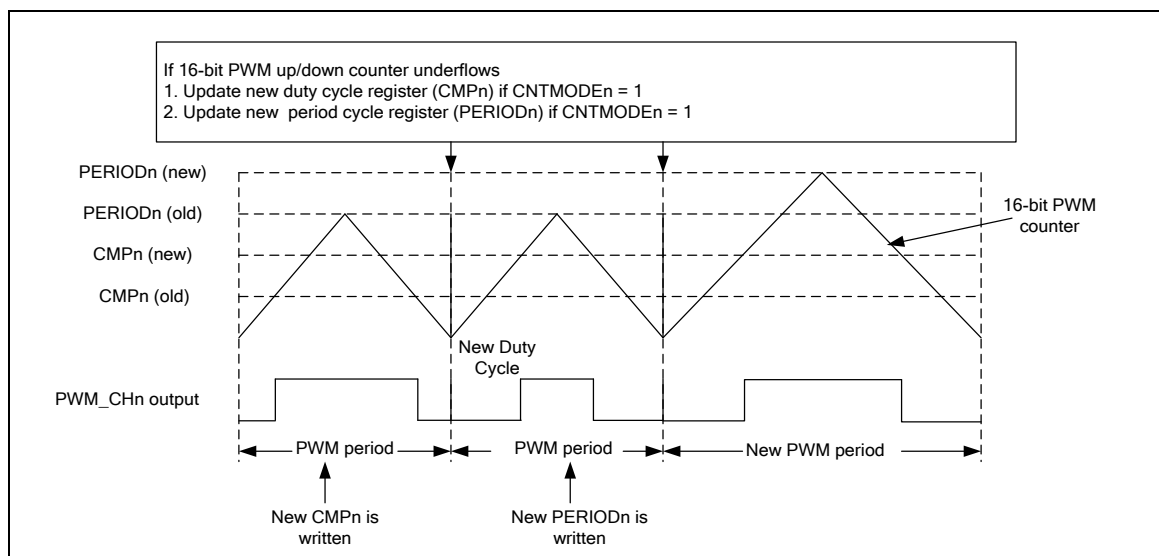 If 16-bit PWM up/down counter underflows
1. Update new duty cycle register (CMPn) if CNTMODEn = 1
2. Update new period cycle register (PERIODn) if CNTMODEn = 1
PERIODn (new)
PERIODn (old)
CMPn (new)
CMPn (old)
16-bit PWM
counter
New Duty
Cycle
PWM_CHn output
PWM period
PWM period
New PWM period
New CMPn is
written
New PERIODn is
written